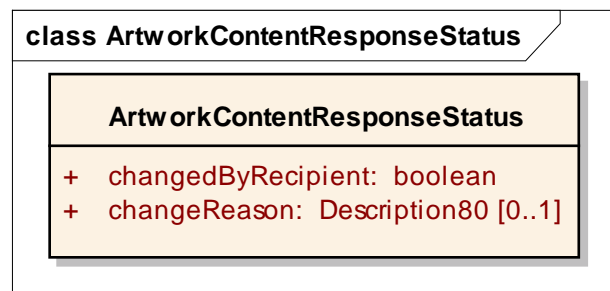 class ArtworkContentResponseStatus
ArtworkContentResponseStatus
+ changedByRecipient: boolean
+ changeReason: Description80 [0..1]